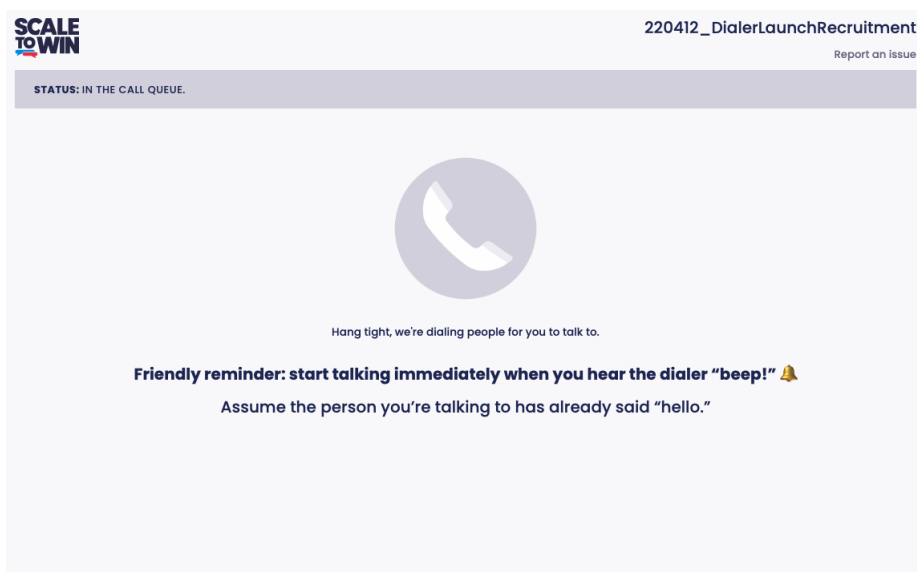 SCALE
TO WIN
220412_DialerLaunchRecruitment
Report an issue
STATUS: IN THE CALL QUEUE.
Hang tight, we're dialing people for you to talk to.
Friendly reminder: start talking immediately when you hear the dialer “beep!” 🔔
Assume the person you’re talking to has already said “hello.”